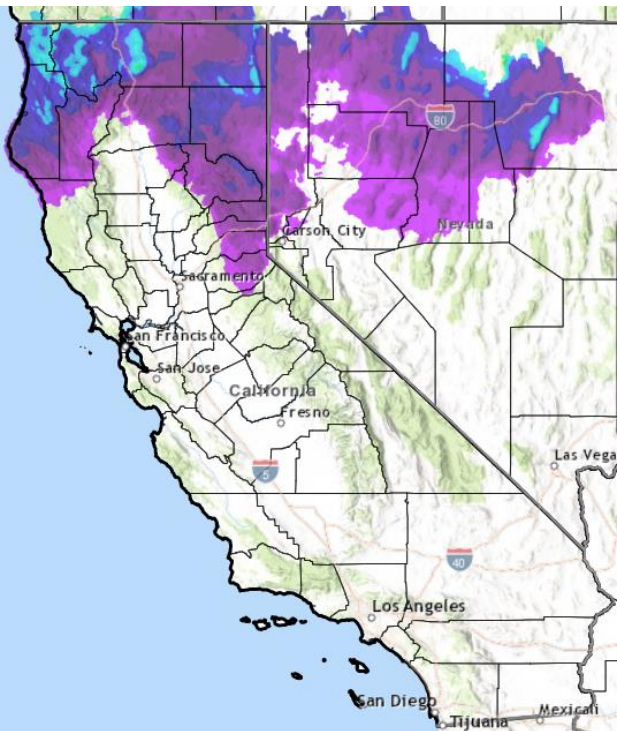 80
Carson City
Nevada
Sacramento
San Francisco
San Jose
California
Fresno
5
Las Vega
40
Los Angeles
San Diego
Mexicali
Tijuana